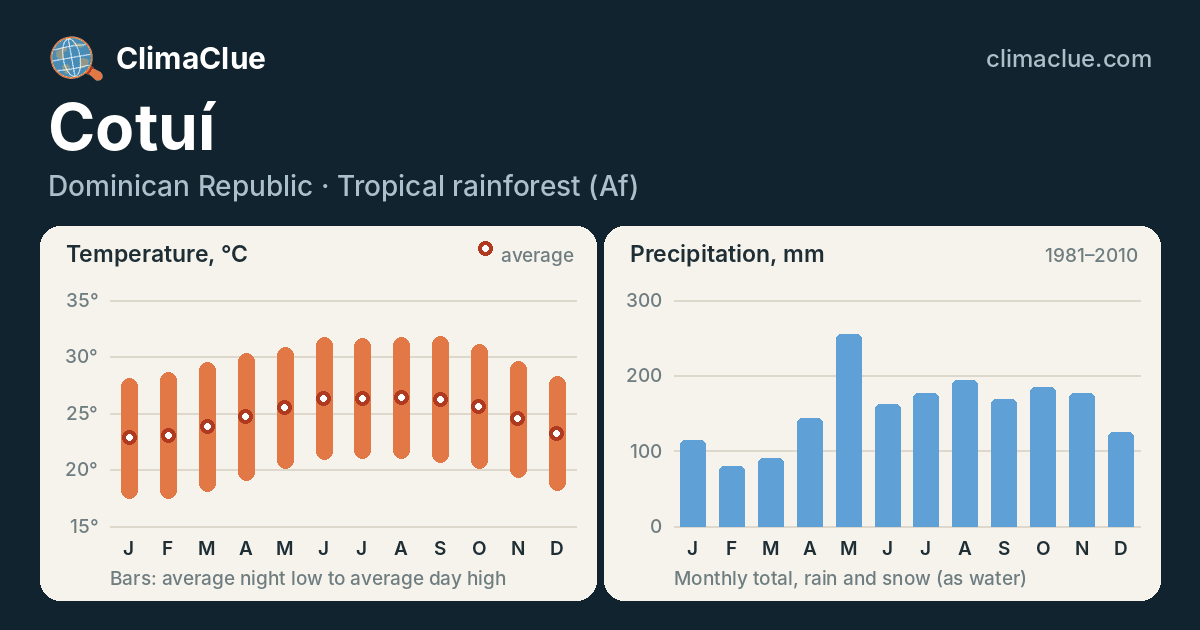 ClimaClue
climaclue.com
Cotuí
Dominican Republic · Tropical rainforest (Af)
Temperature, °C
average
35°
30°
25°
20°
15°
J F M A M J J A S O N D
Bars: average night low to average day high
Precipitation, mm
1981–2010
300
200
100
0
J F M A M J J A S O N D
Monthly total, rain and snow (as water)